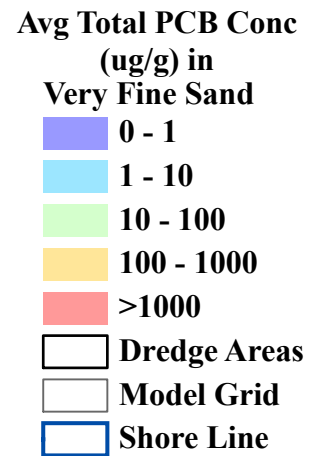 Avg Total PCB Conc
(ug/g) in
Very Fine Sand
0 - 1
1 - 10
10 - 100
100 - 1000
>1000
Dredge Areas
Model Grid
Shore Line